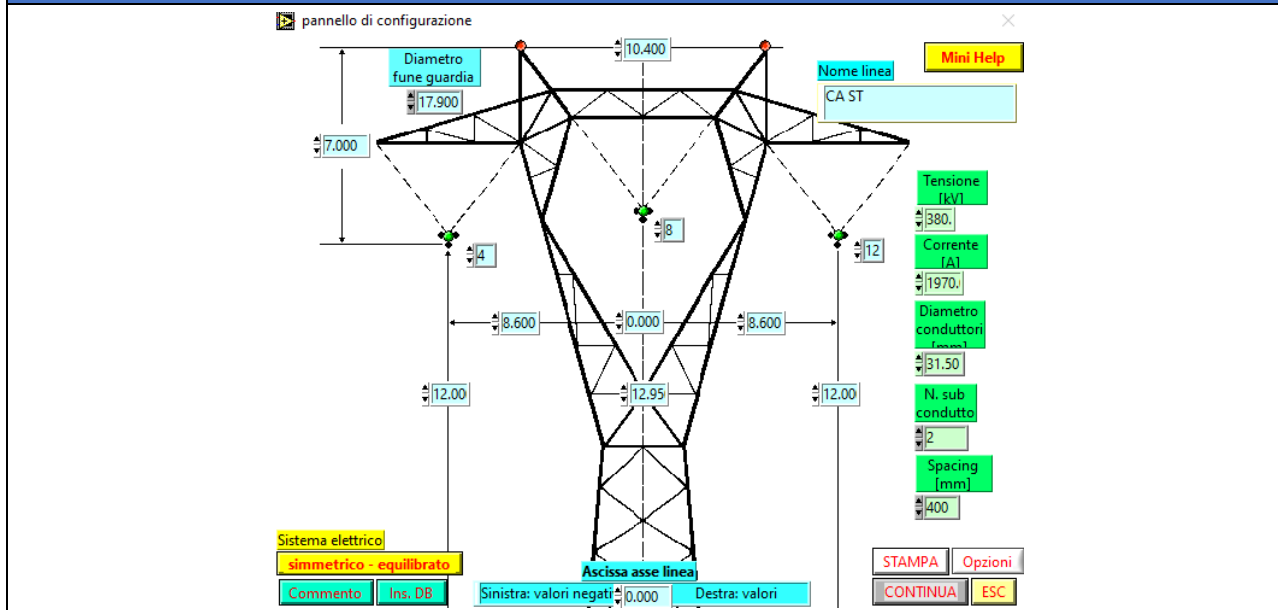 pannello di configurazione
10.400
Mini Help
Diametro
fune guardia
17.900
Nome linea
CA ST
7.000
Tensione
[kV]
380.
4
8
12
Corrente
[A]
1970.
8.600
0.000
8.600
Diametro
conduttori
[mm]
31.50
12.00
12.95
12.00
N. sub
condutto
2
Spacing
[mm]
400
Sistema elettrico
simmetrico - equilibrato
Commento
Ins. DB
Ascissa asse linea
Sinistra: valori negati
0.000
Destra: valori
STAMPA
Opzioni
CONTINUA
ESC